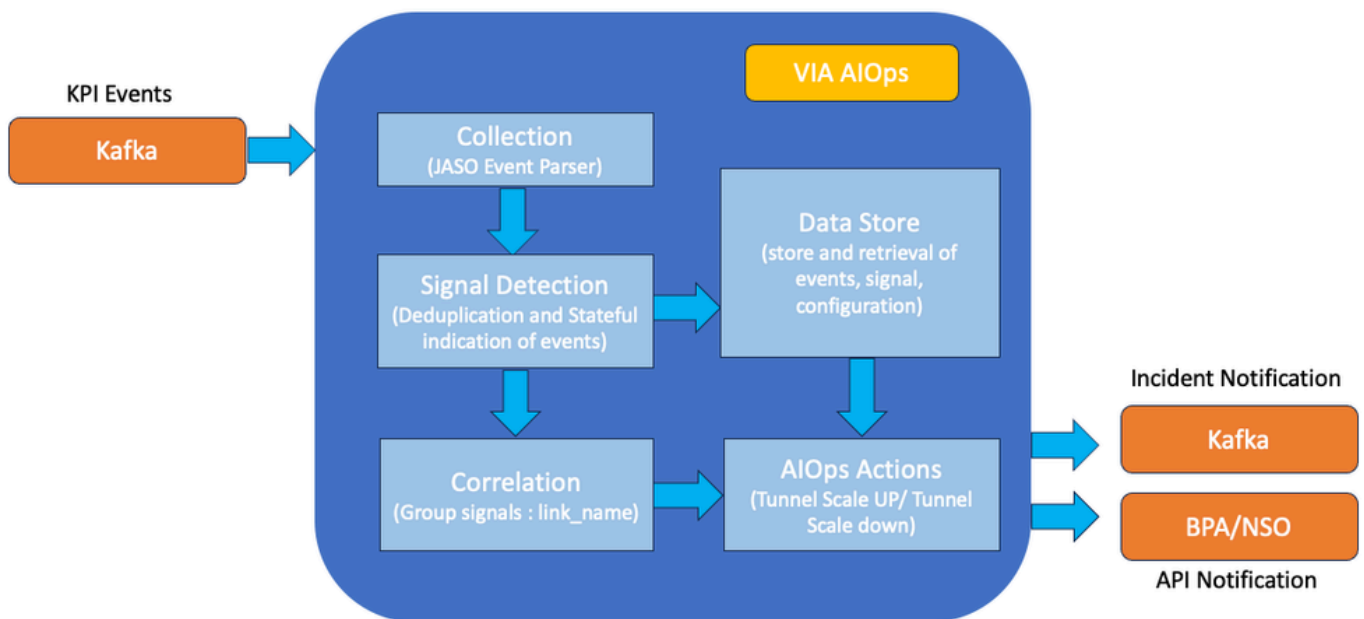 VIA AIOps
KPI Events
Kafka
Collection
(JASO Event Parser)
Signal Detection
(Deduplication and Stateful
indication of events)
Data Store
(store and retrieval of
events, signal,
configuration)
Correlation
(Group signals : link_name)
AIOps Actions
(Tunnel Scale UP/ Tunnel
Scale down)
Incident Notification
Kafka
BPA/NSO
API Notification